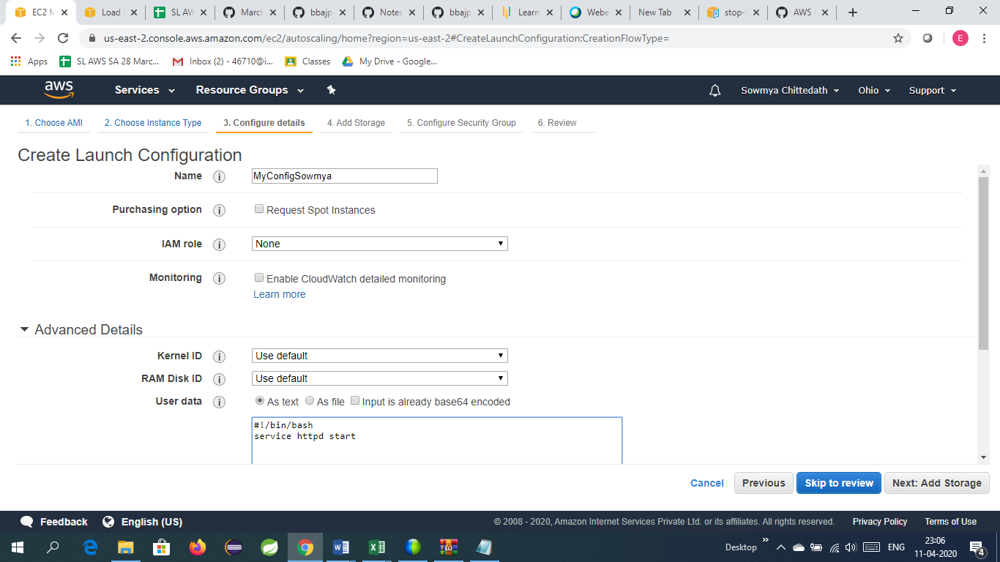 EC2 M
Load
SL AW
March
bbajp
Notes
bbajp
Learn
Webe
New Tab
stop-
AWS
us-east-2.console.aws.amazon.com/ec2/autoscaling/home?region=us-east-2#CreateLaunchConfiguration:CreationFlowType=
E
Apps
SL AWS SA 28 Marc...
Inbox (2) - 46710@i...
Classes
My Drive - Google...
aws
Services
Resource Groups
Sowmya Chittedath
Ohio
Support
1. Choose AMI
2. Choose Instance Type
3. Configure details
4. Add Storage
5. Configure Security Group
6. Review
Create Launch Configuration
Name
MyConfigSowmya
Purchasing option
Request Spot Instances
IAM role
None
Monitoring
Enable CloudWatch detailed monitoring
Learn more
Advanced Details
Kernel ID
Use default
RAM Disk ID
Use default
User data
As text
As file
Input is already base64 encoded
#!/bin/bash
service httpd start
Cancel
Previous
Skip to review
Next: Add Storage
Feedback
English (US)
© 2008 - 2020, Amazon Internet Services Private Ltd. or its affiliates. All rights reserved.
Privacy Policy
Terms of Use
Desktop
ENG
23:06
11-04-2020
4